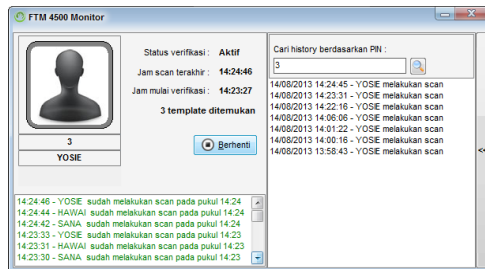 FTM 4500 Monitor
Status verifikasi : Aktif
Jam scan terakhir : 14:24:46
Jam mulai verifikasi : 14:23:27
3 template ditemukan
Berhenti
3
YOSIE
14:24:46 - YOSIE sudah melakukan scan pada pukul 14:24
14:24:44 - HAWAI sudah melakukan scan pada pukul 14:24
14:24:42 - SANA sudah melakukan scan pada pukul 14:24
14:23:33 - YOSIE sudah melakukan scan pada pukul 14:23
14:23:31 - HAWAI sudah melakukan scan pada pukul 14:23
14:23:30 - SANA sudah melakukan scan pada pukul 14:23
Cari history berdasarkan PIN :
3
14/08/2013 14:24:45 - YOSIE melakukan scan
14/08/2013 14:23:31 - YOSIE melakukan scan
14/08/2013 14:22:16 - YOSIE melakukan scan
14/08/2013 14:06:06 - YOSIE melakukan scan
14/08/2013 14:01:22 - YOSIE melakukan scan
14/08/2013 14:00:16 - YOSIE melakukan scan
14/08/2013 13:58:43 - YOSIE melakukan scan
<<